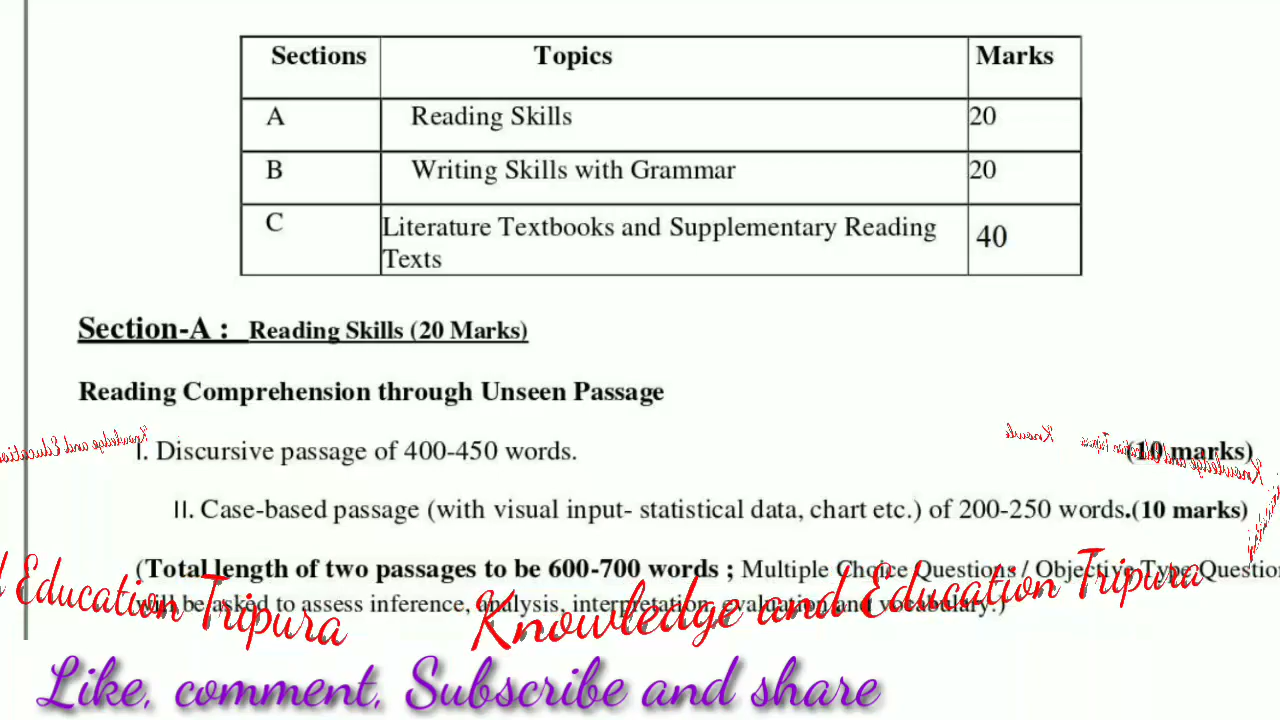 Sections Topics Marks
A Reading Skills 20
B Writing Skills with Grammar 20
C Literature Textbooks and Supplementary Reading
Texts 40
Section-A : Reading Skills (20 Marks)
Reading Comprehension through Unseen Passage
Knowledge and Education
I. Discursive passage of 400-450 words. (10 marks)
II. Case-based passage (with visual input- statistical data, chart etc.) of 200-250 words.(10 marks)
(Total length of two passages to be 600-700 words ; Multiple Choice Questions / Objective Type Question
will be asked to assess inference, analysis, interpretation, evaluation and vocabulary.)
Education Tripura
Knowledge and Education Tripura
Like, comment, Subscribe and share